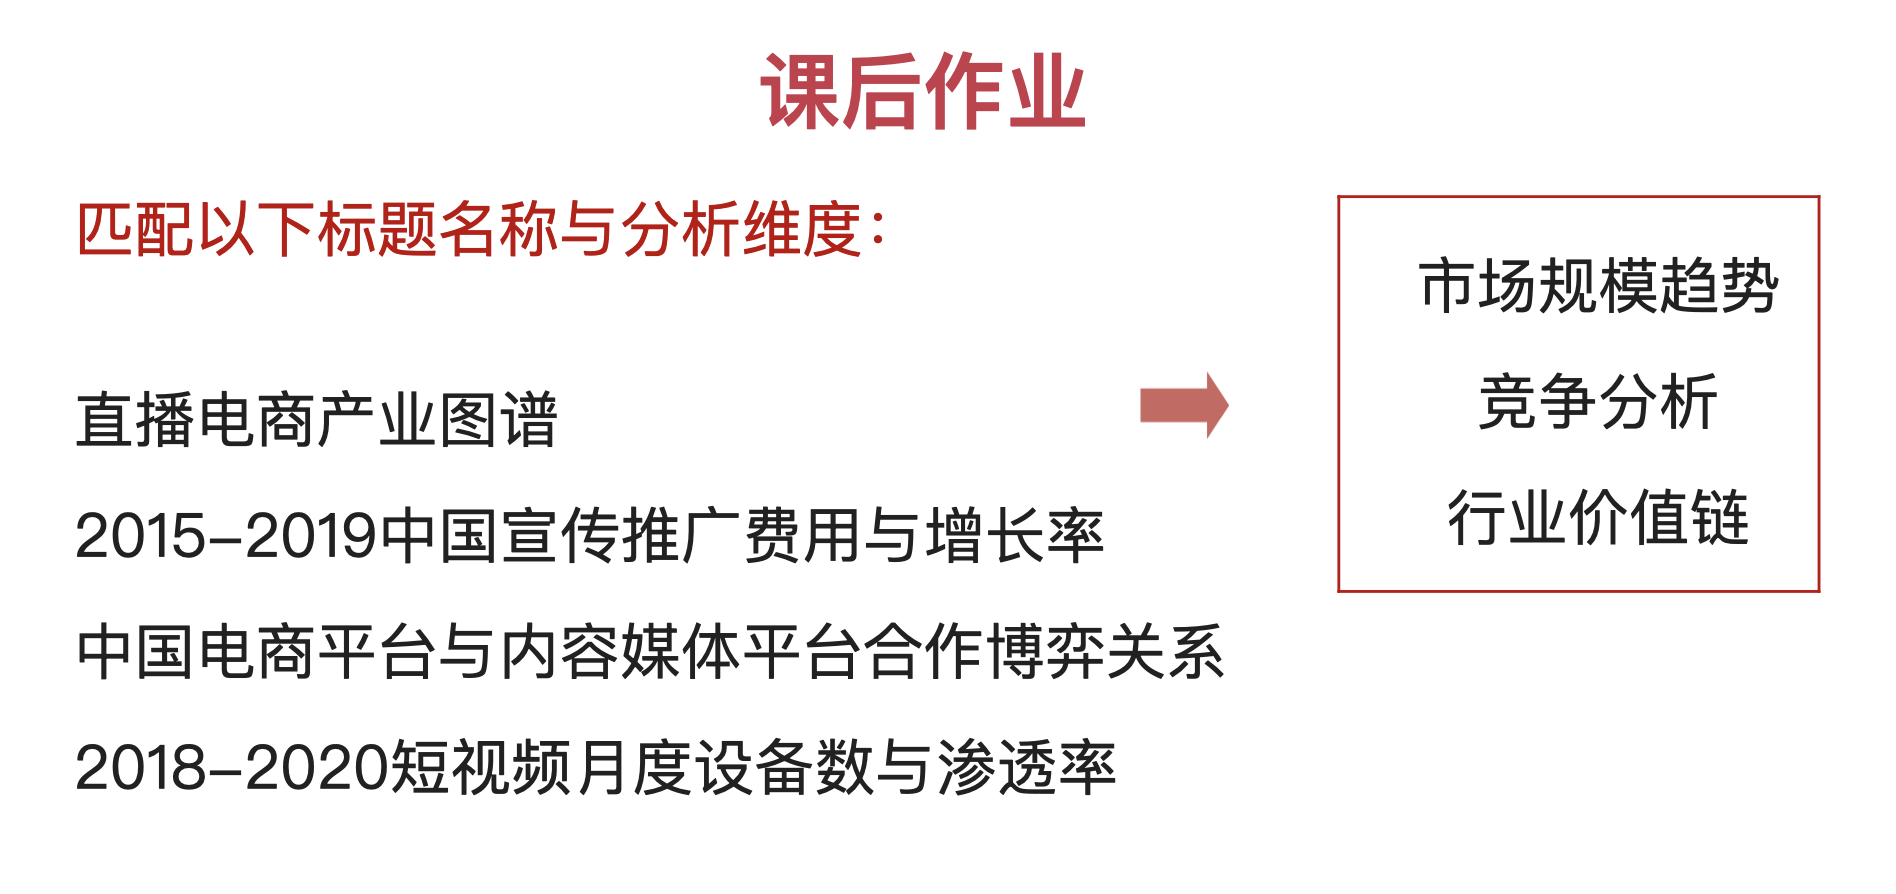 课后作业
匹配以下标题名称与分析维度：
直播电商产业图谱
2015-2019中国宣传推广费用与增长率
中国电商平台与内容媒体平台合作博弈关系
2018-2020短视频月度设备数与渗透率
市场规模趋势
竞争分析
行业价值链